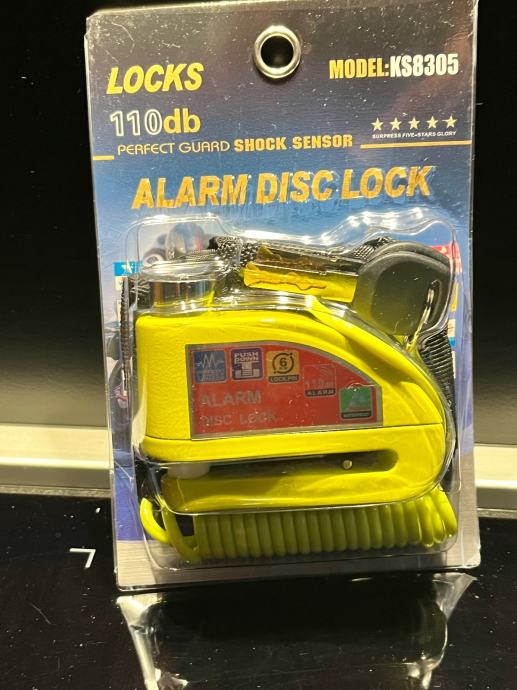 LOCKS
MODEL:KS8305
110db
PERFECT GUARD SHOCK SENSOR
SURPRESS FIVE-STARS GLORY
ALARM DISC LOCK
PUSH
DOWN
6
LOCK PIN
110
ALARM
ALARM
DISC LOCK